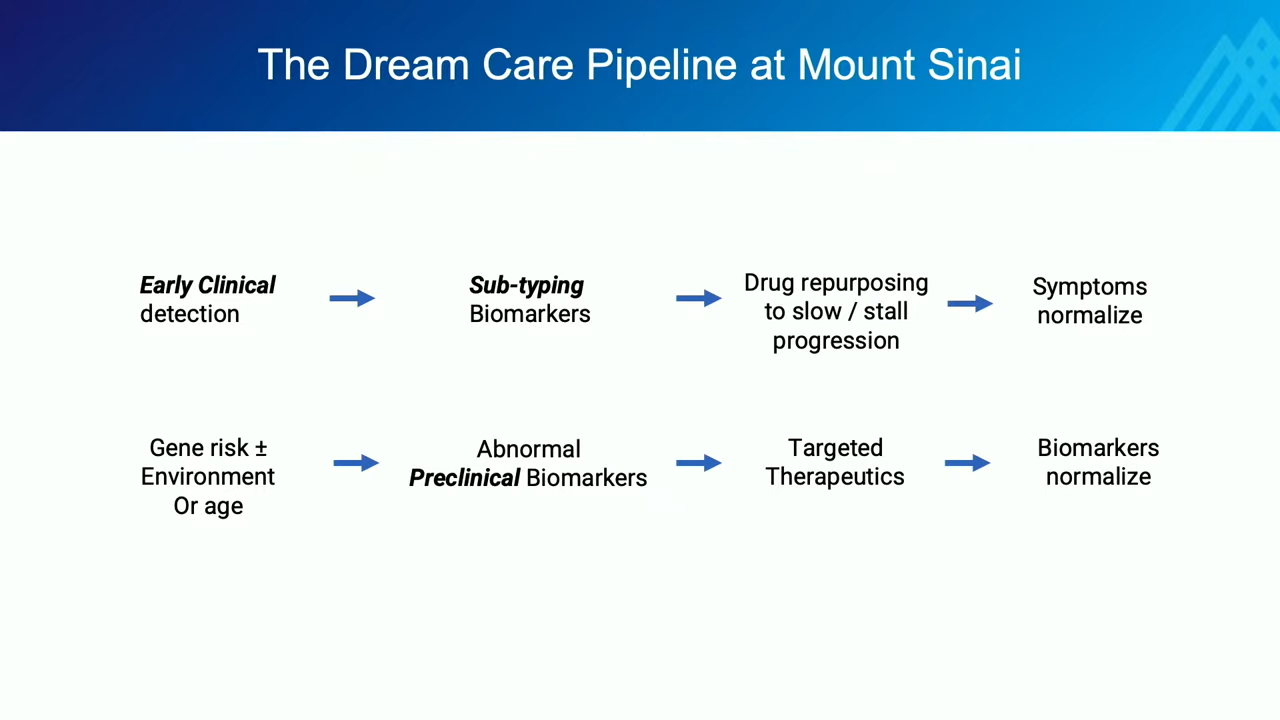 The Dream Care Pipeline at Mount Sinai
Early Clinical
detection
Sub-typing
Biomarkers
Drug repurposing
to slow / stall
progression
Symptoms
normalize
Gene risk ±
Environment
Or age
Abnormal
Preclinical Biomarkers
Targeted
Therapeutics
Biomarkers
normalize